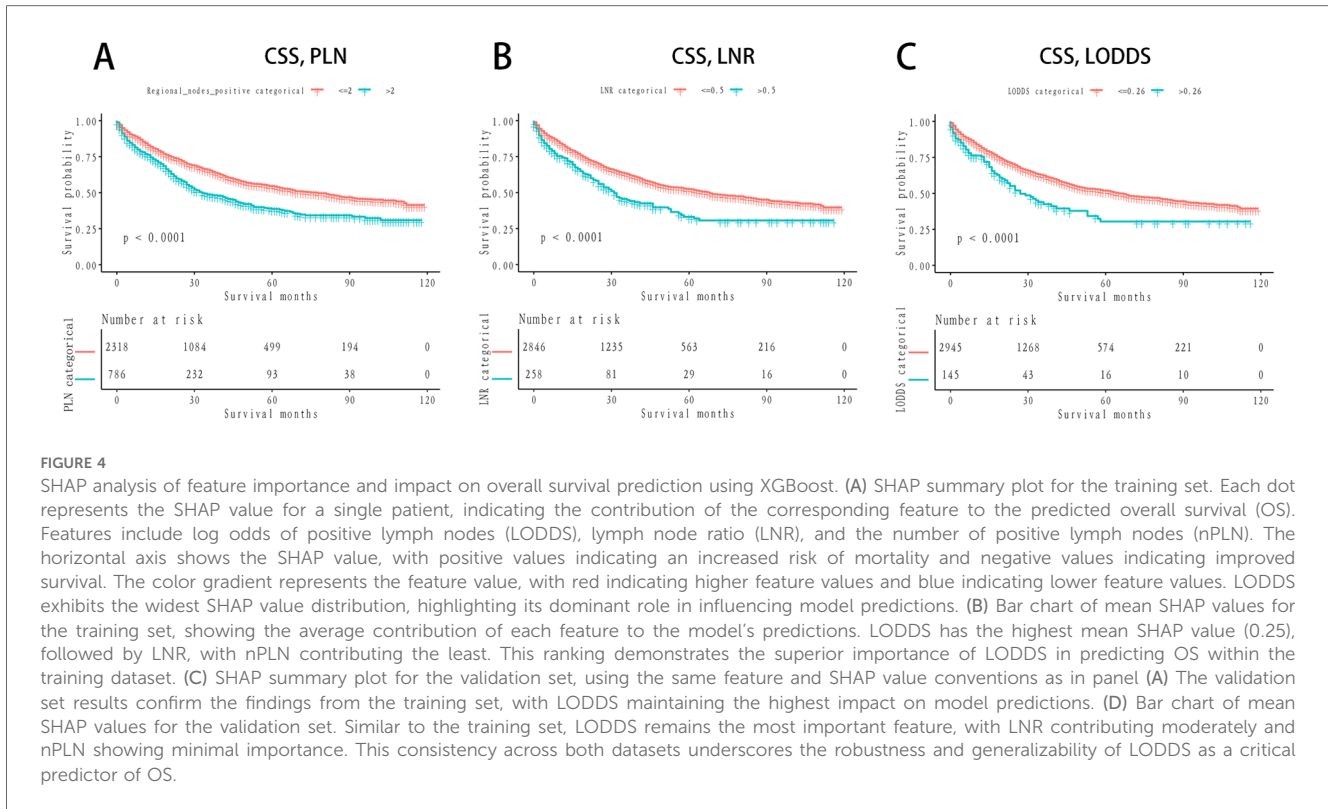 A CSS, PLN
Regional_nodes_positive categorical <=2 >2
Survival probability
1.00
0.75
0.50
0.25
0.00
p < 0.0001
0 30 60 90 120
Survival months
Number at risk
PLN categorical
2318 1084 499 194 0
786 232 93 38 0
0 30 60 90 120
Survival months
B CSS, LNR
LNR categorical <=0.5 >0.5
Survival probability
1.00
0.75
0.50
0.25
0.00
p < 0.0001
0 30 60 90 120
Survival months
Number at risk
LNR categorical
2846 1235 563 216 0
258 81 29 16 0
0 30 60 90 120
Survival months
C CSS, LODDS
LODDS categorical <=0.26 >0.26
Survival probability
1.00
0.75
0.50
0.25
0.00
p < 0.0001
0 30 60 90 120
Survival months
Number at risk
LODDS categorical
2945 1268 574 221 0
145 43 16 10 0
0 30 60 90 120
Survival months
FIGURE 4
SHAP analysis of feature importance and impact on overall survival prediction using XGBoost. (A) SHAP summary plot for the training set. Each dot
represents the SHAP value for a single patient, indicating the contribution of the corresponding feature to the predicted overall survival (OS).
Features include log odds of positive lymph nodes (LODDS), lymph node ratio (LNR), and the number of positive lymph nodes (nPLN). The
horizontal axis shows the SHAP value, with positive values indicating an increased risk of mortality and negative values indicating improved
survival. The color gradient represents the feature value, with red indicating higher feature values and blue indicating lower feature values. LODDS
exhibits the widest SHAP value distribution, highlighting its dominant role in influencing model predictions. (B) Bar chart of mean SHAP values for
the training set, showing the average contribution of each feature to the model's predictions. LODDS has the highest mean SHAP value (0.25),
followed by LNR, with nPLN contributing the least. This ranking demonstrates the superior importance of LODDS in predicting OS within the
training dataset. (C) SHAP summary plot for the validation set, using the same feature and SHAP value conventions as in panel (A) The validation
set results confirm the findings from the training set, with LODDS maintaining the highest impact on model predictions. (D) Bar chart of mean
SHAP values for the validation set. Similar to the training set, LODDS remains the most important feature, with LNR contributing moderately and
nPLN showing minimal importance. This consistency across both datasets underscores the robustness and generalizability of LODDS as a critical
predictor of OS.